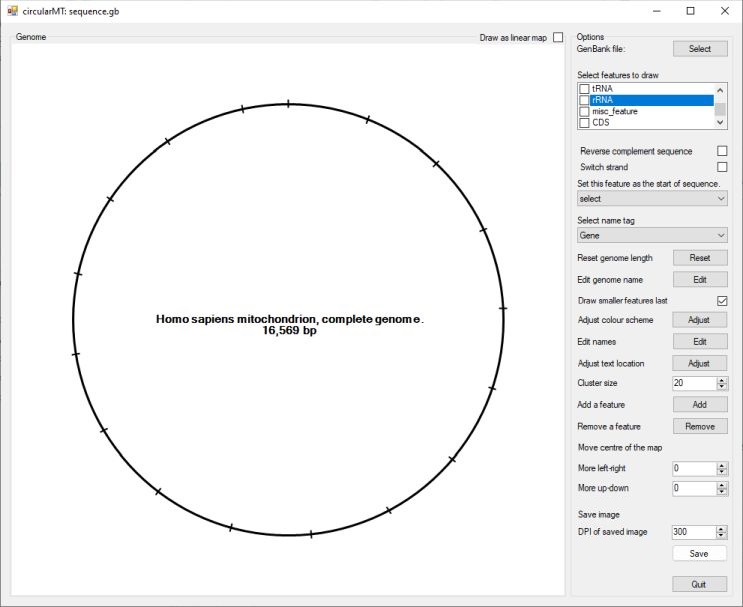 circularMT: sequence.gb
Genome
Draw as linear map
Homo sapiens mitochondrion, complete genome.
16,569 bp
Options
GenBank file:
Select
Select features to draw
tRNA
rRNA
misc_feature
CDS
Reverse complement sequence
Switch strand
Set this feature as the start of sequence.
select
Select name tag
Gene
Reset genome length
Reset
Edit genome name
Edit
Draw smaller features last
Adjust colour scheme
Adjust
Edit names
Edit
Adjust text location
Adjust
Cluster size
20
Add a feature
Add
Remove a feature
Remove
Move centre of the map
More left-right
0
More up-down
0
Save image
DPI of saved image
300
Save
Quit